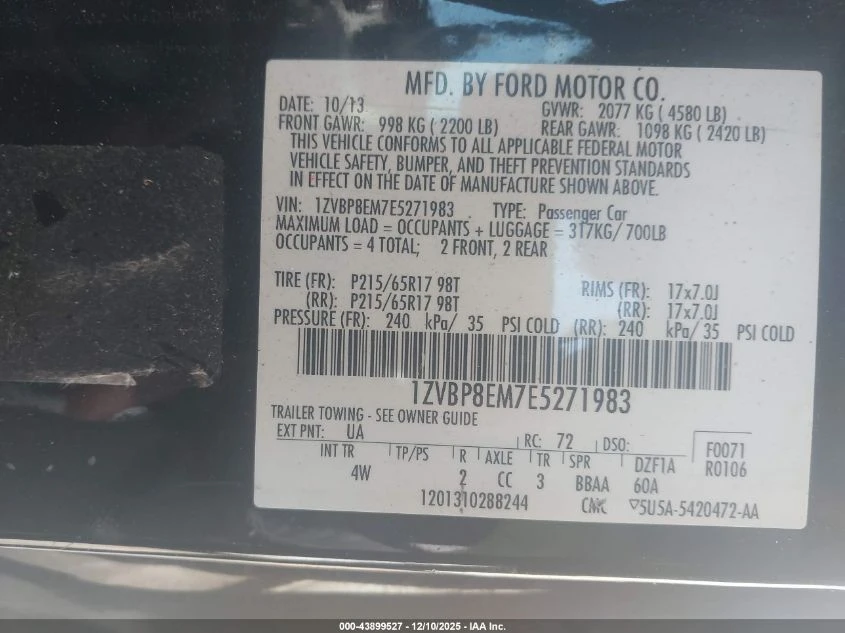 MFD. BY FORD MOTOR CO.
DATE: 10/13 GVWR: 2077 KG ( 4580 LB)
FRONT GAWR: 998 KG ( 2200 LB) REAR GAWR: 1098 KG ( 2420 LB)
THIS VEHICLE CONFORMS TO ALL APPLICABLE FEDERAL MOTOR
VEHICLE SAFETY, BUMPER, AND THEFT PREVENTION STANDARDS
IN EFFECT ON THE DATE OF MANUFACTURE SHOWN ABOVE.
VIN: 1ZVBP8EM7E5271983 TYPE: Passenger Car
MAXIMUM LOAD = OCCUPANTS + LUGGAGE = 317KG/ 700LB
OCCUPANTS = 4 TOTAL; 2 FRONT, 2 REAR
TIRE (FR): P215/65R17 98T RIMS (FR): 17x7.0J
(RR): P215/65R17 98T (RR): 17x7.0J
PRESSURE (FR): 240 kPa/ 35 PSI COLD (RR): 240 kPa/ 35 PSI COLD
1ZVBP8EM7E5271983
TRAILER TOWING - SEE OWNER GUIDE
EXT PNT: UA RC: 72 DSO: F0071
INT TR TP/PS R AXLE TR SPR DZF1A R0106
4W 2 CC 3 BBAA 60A
1201310288244 ▽5U5A-5420472-AA
000-43899527 - 12/10/2025 - IAA Inc.